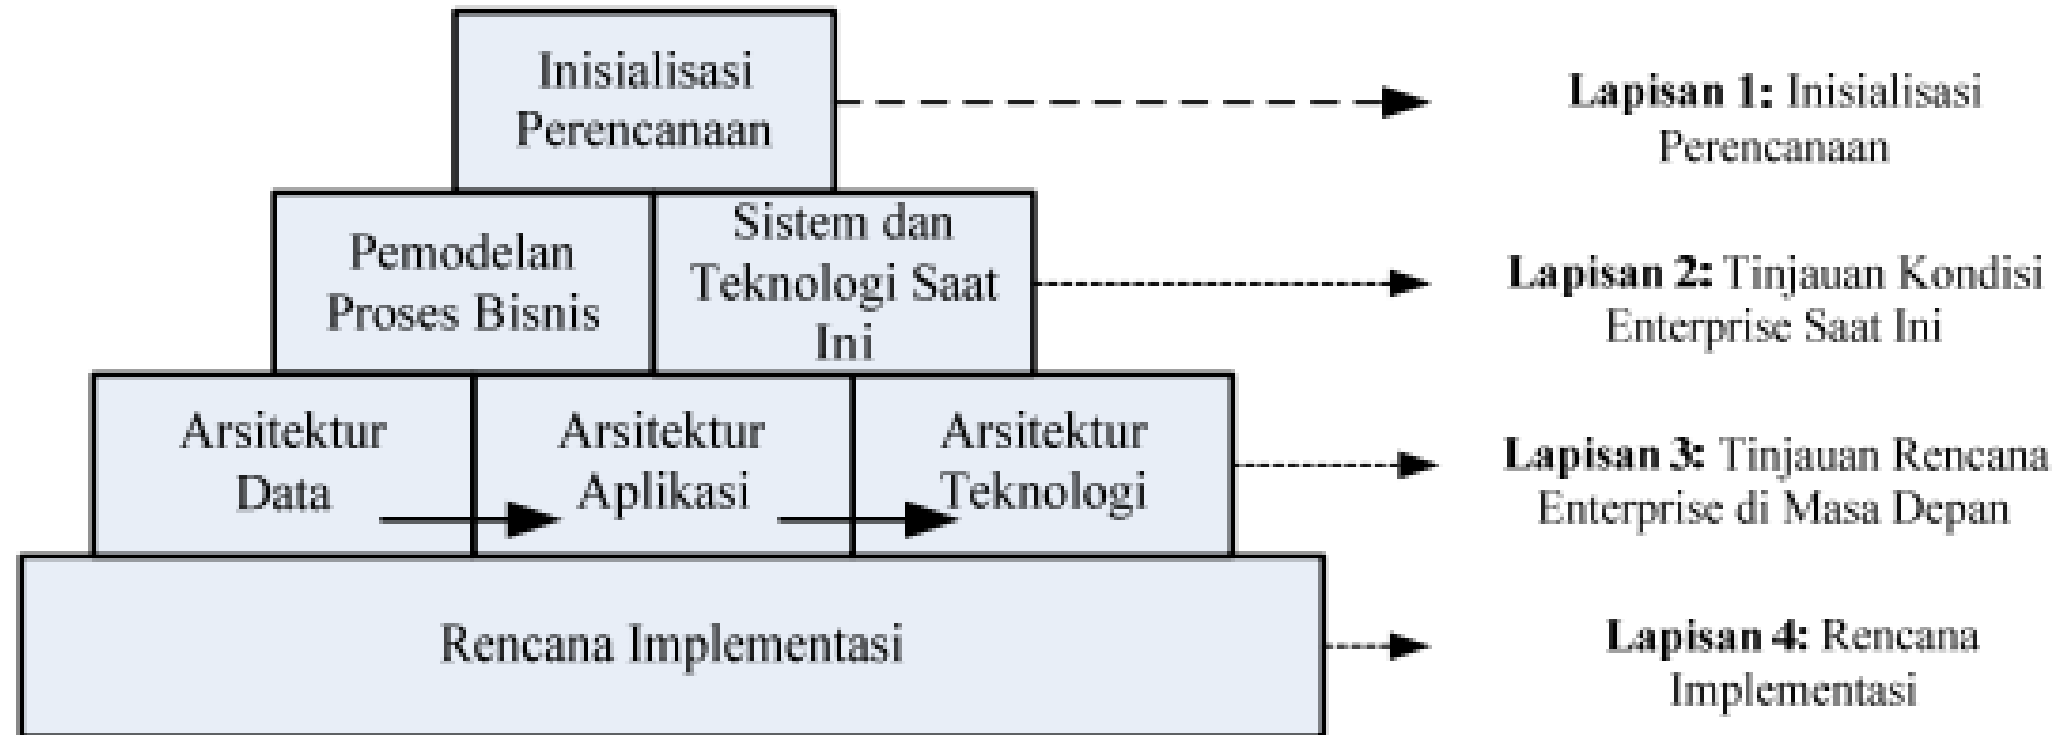 Inisialisasi
Perencanaan
Lapisan 1: Inisialisasi
Perencanaan
Pemodelan
Proses Bisnis
Sistem dan
Teknologi Saat
Ini
Lapisan 2: Tinjauan Kondisi
Enterprise Saat Ini
Arsitektur
Data
Arsitektur
Aplikasi
Arsitektur
Teknologi
Lapisan 3: Tinjauan Rencana
Enterprise di Masa Depan
Rencana Implementasi
Lapisan 4: Rencana
Implementasi